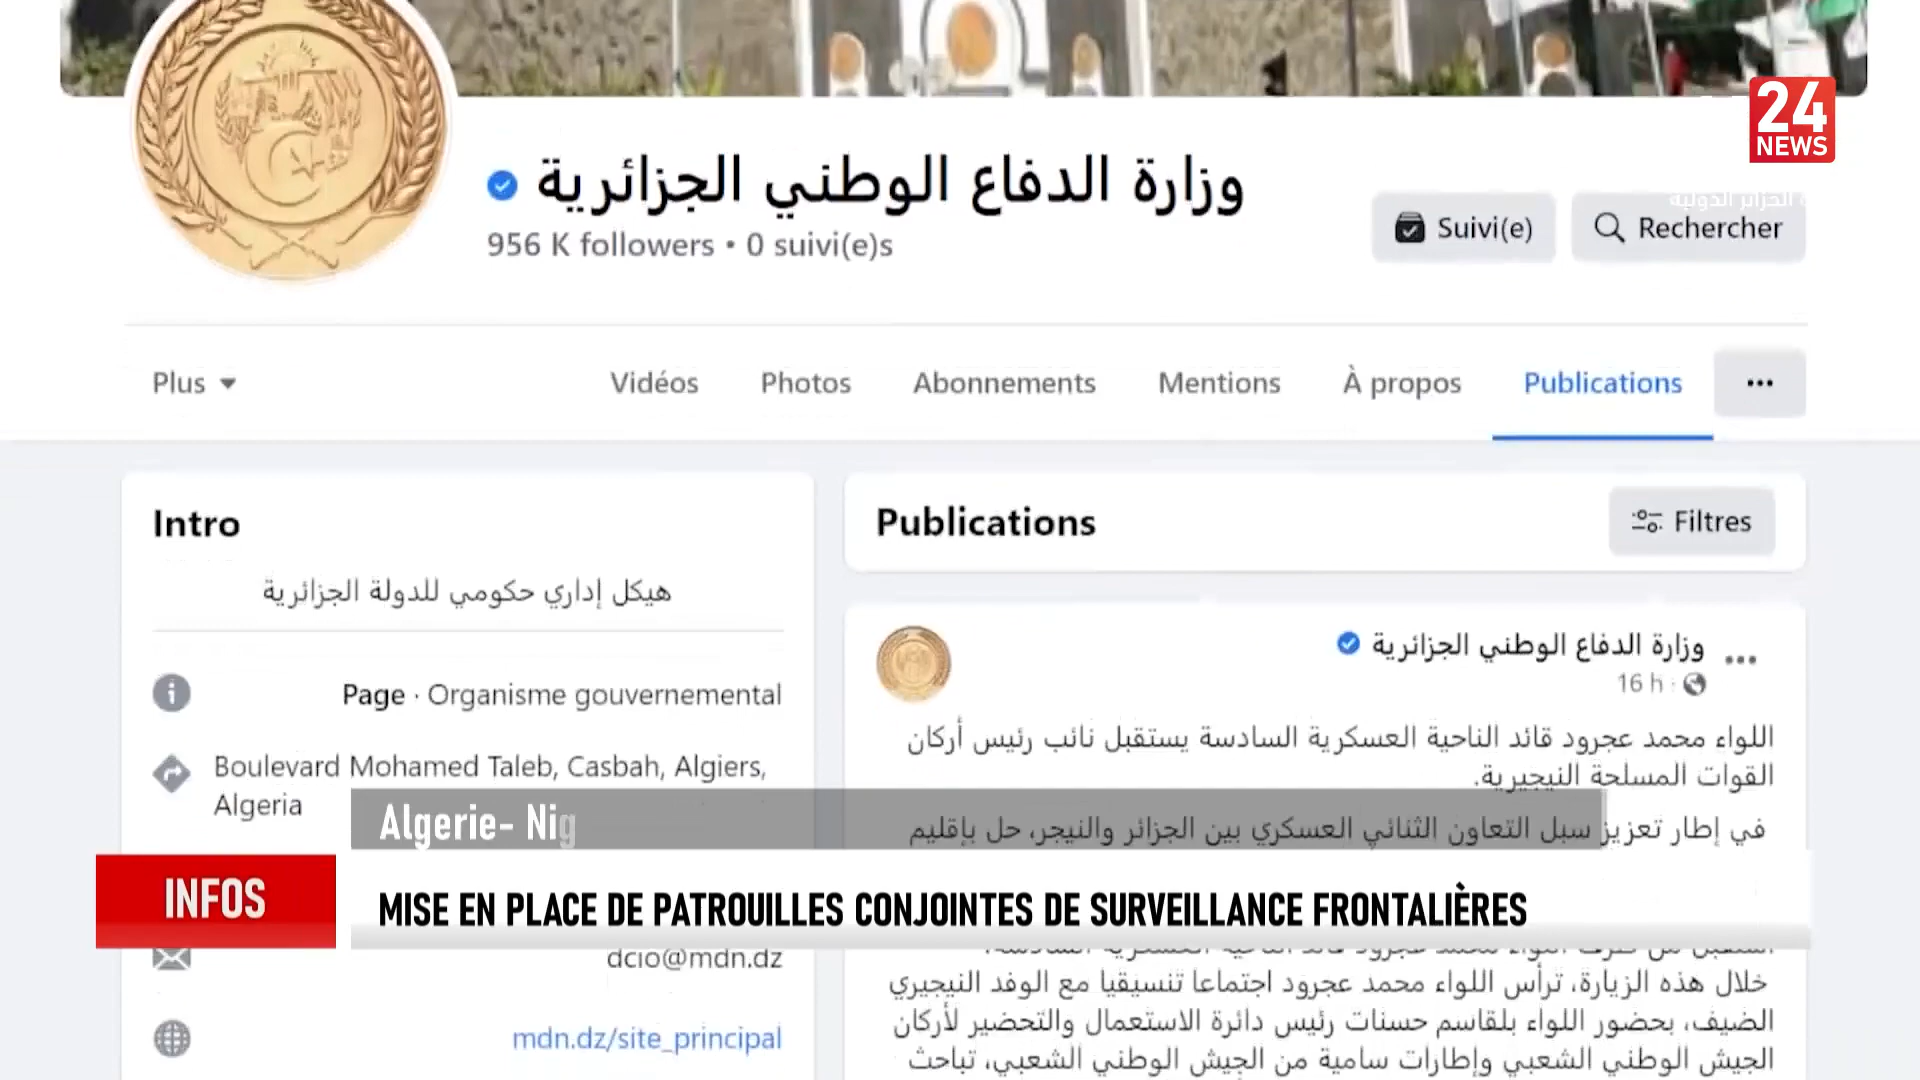 24
NEWS
الجزائر الدولية
وزارة الدفاع الوطني الجزائرية
956 K followers • 0 suivi(e)s
Suivi(e)
Rechercher
Plus
Vidéos
Photos
Abonnements
Mentions
À propos
Publications
Intro
هيكل إداري حكومي للدولة الجزائرية
Page · Organisme gouvernemental
Boulevard Mohamed Taleb, Casbah, Algiers,
Algeria
dcio@mdn.dz
mdn.dz/site_principal
Publications
Filtres
وزارة الدفاع الوطني الجزائرية
16 h ·
اللواء محمد عجرود قائد الناحية العسكرية السادسة يستقبل نائب رئيس أركان
القوات المسلحة النيجيرية.
في إطار تعزيز سبل التعاون الثنائي العسكري بين الجزائر والنيجر، حل بإقليم
خلال هذه الزيارة، ترأس اللواء محمد عجرود اجتماعا تنسيقيا مع الوفد النيجيري
الضيف، بحضور اللواء بلقاسم حسنات رئيس دائرة الاستعمال والتحضير لأركان
الجيش الوطني الشعبي وإطارات سامية من الجيش الوطني الشعبي، تباحث
Algerie- Nig
INFOS
MISE EN PLACE DE PATROUILLES CONJOINTES DE SURVEILLANCE FRONTALIÈRES